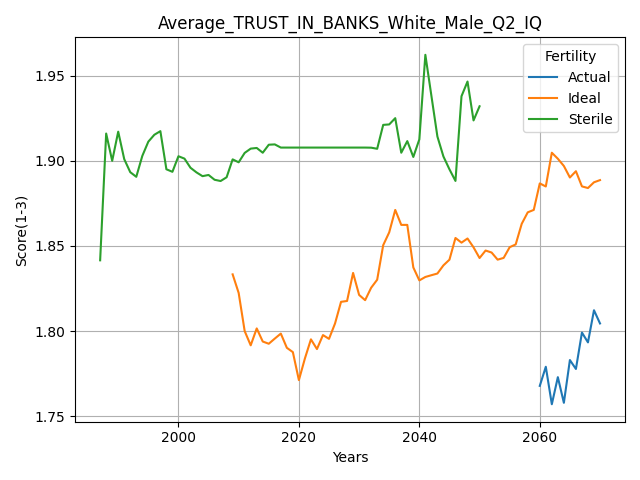 Average_TRUST_IN_BANKS_White_Male_Q2_IQ
Fertility
Actual
Ideal
Sterile
Score(1-3)
1.95
1.90
1.85
1.80
1.75
2000
2020
2040
2060
Years